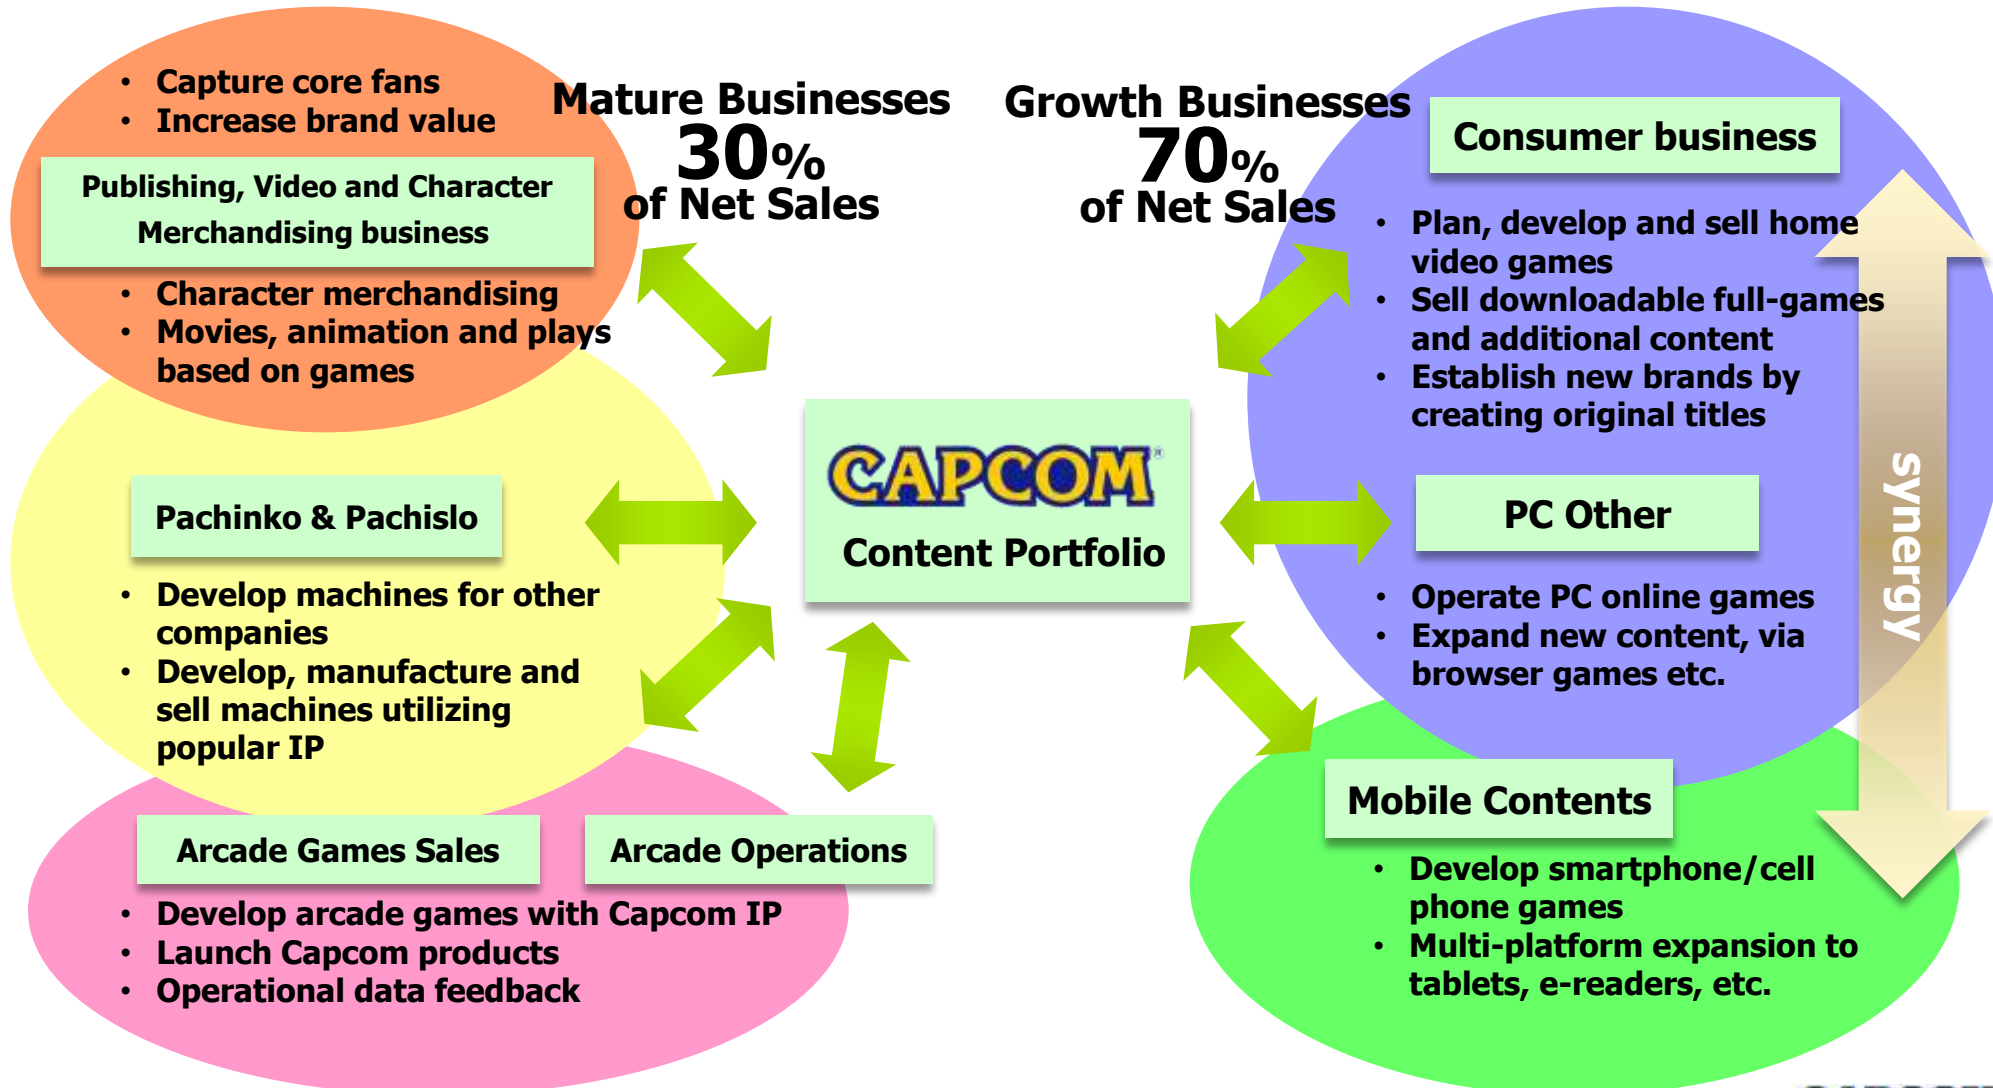 • Capture core fans
• Increase brand value
Publishing, Video and Character
Merchandising business
• Character merchandising
• Movies, animation and plays
based on games
Mature Businesses
30%
of Net Sales
Growth Businesses
70%
of Net Sales
Consumer business
• Plan, develop and sell home
video games
• Sell downloadable full-games
and additional content
• Establish new brands by
creating original titles
synergy
Pachinko & Pachislo
• Develop machines for other
companies
• Develop, manufacture and
sell machines utilizing
popular IP
CAPCOM®
Content Portfolio
PC Other
• Operate PC online games
• Expand new content, via
browser games etc.
Arcade Games Sales
Arcade Operations
• Develop arcade games with Capcom IP
• Launch Capcom products
• Operational data feedback
Mobile Contents
• Develop smartphone/cell
phone games
• Multi-platform expansion to
tablets, e-readers, etc.